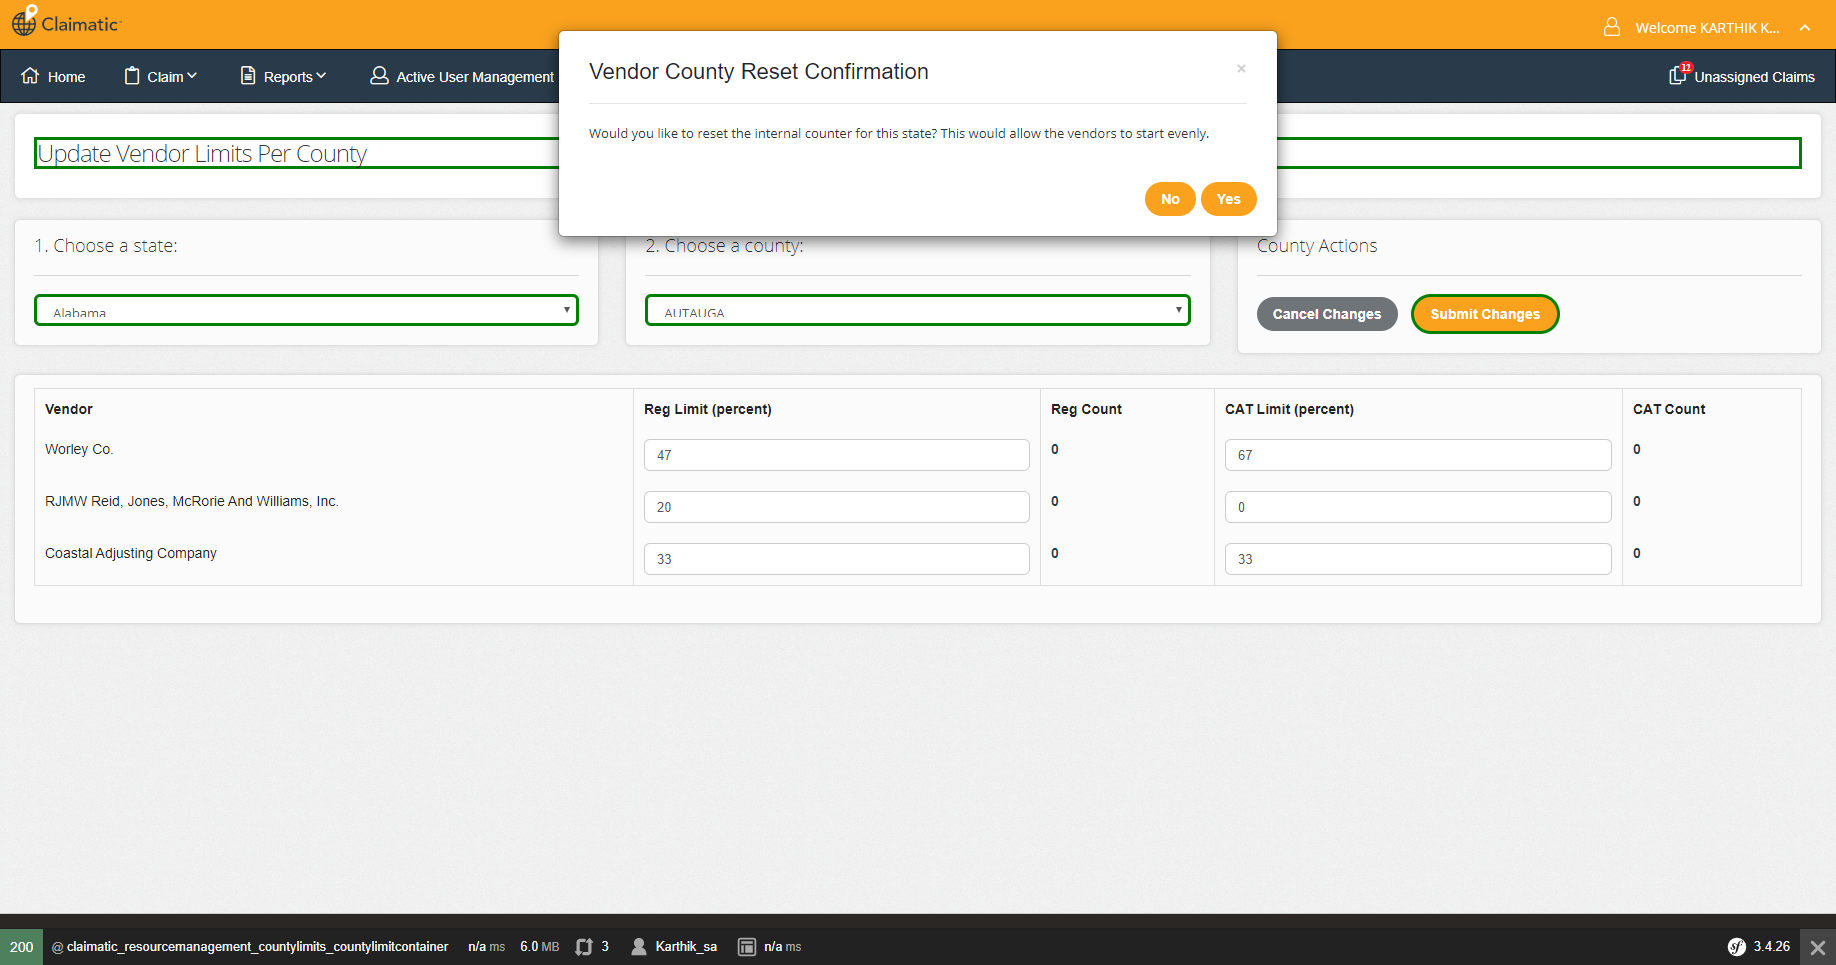 Claimatic
Welcome KARTHIK K...
Home
Claim
Reports
Active User Management
12
Unassigned Claims
Vendor County Reset Confirmation
×
Would you like to reset the internal counter for this state? This would allow the vendors to start evenly.
No
Yes
Update Vendor Limits Per County
1. Choose a state:
Alabama
2. Choose a county:
AUTAUGA
County Actions
Cancel Changes
Submit Changes
Vendor Reg Limit (percent) Reg Count CAT Limit (percent) CAT Count
Worley Co. 47 0 67 0
RJMW Reid, Jones, McRorie And Williams, Inc. 20 0 0 0
Coastal Adjusting Company 33 0 33 0
200 @ claimatic_resourcemanagement_countylimits_countylimitcontainer n/a ms 6.0 MB 3 Karthik_sa n/a ms sf 3.4.26